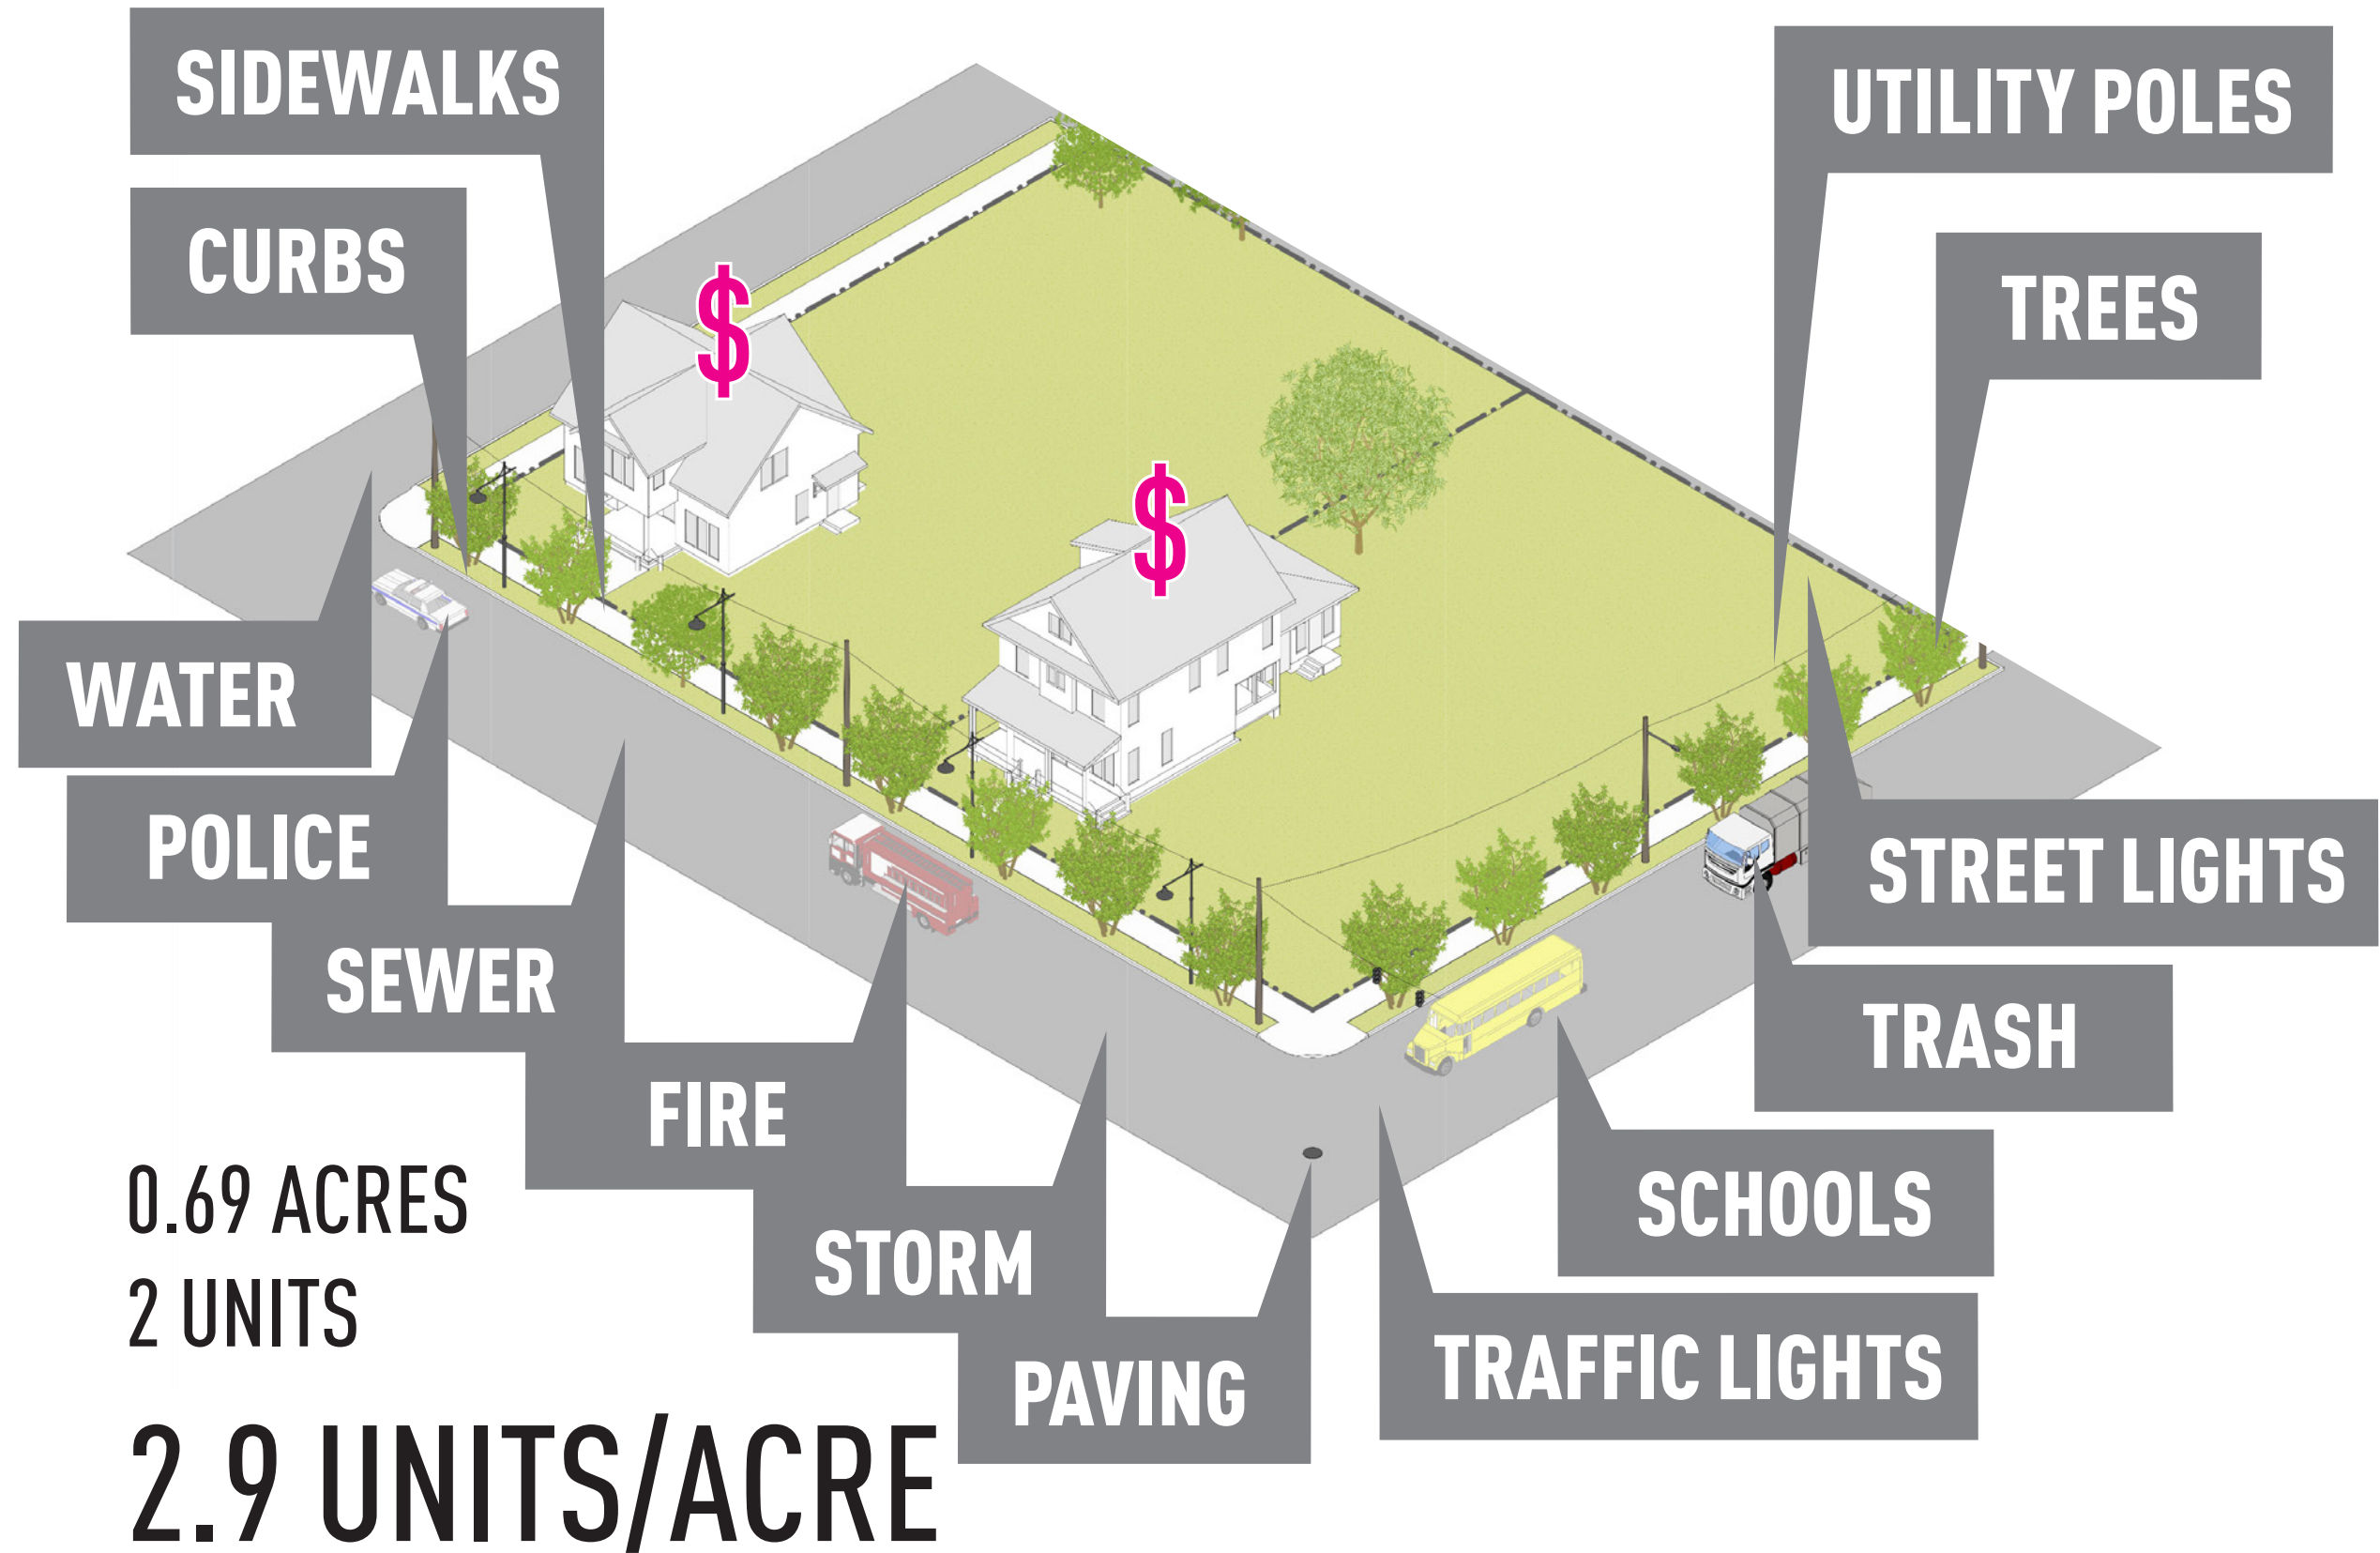 SIDEWALKS
CURBS
$
$
UTILITY POLES
TREES
WATER
POLICE
SEWER
FIRE
STORM
PAVING
STREET LIGHTS
TRASH
SCHOOLS
TRAFFIC LIGHTS
0.69 ACRES
2 UNITS
2.9 UNITS/ACRE